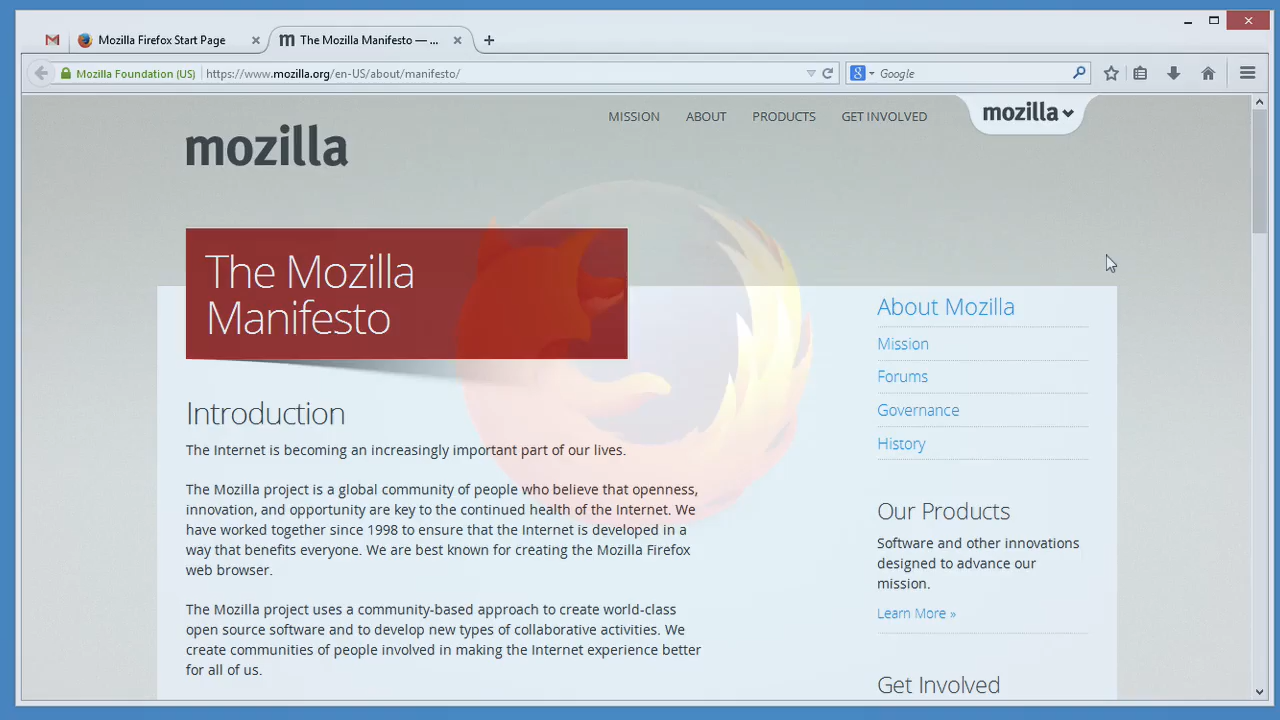 Mozilla Firefox Start Page
The Mozilla Manifesto — ...
Mozilla Foundation (US)
https://www.mozilla.org/en-US/about/manifesto/
Google
MISSION
ABOUT
PRODUCTS
GET INVOLVED
mozilla
mozilla
The Mozilla
Manifesto
Introduction
The Internet is becoming an increasingly important part of our lives.
The Mozilla project is a global community of people who believe that openness,
innovation, and opportunity are key to the continued health of the Internet. We
have worked together since 1998 to ensure that the Internet is developed in a
way that benefits everyone. We are best known for creating the Mozilla Firefox
web browser.
The Mozilla project uses a community-based approach to create world-class
open source software and to develop new types of collaborative activities. We
create communities of people involved in making the Internet experience better
for all of us.
About Mozilla
Mission
Forums
Governance
History
Our Products
Software and other innovations
designed to advance our
mission.
Learn More »
Get Involved